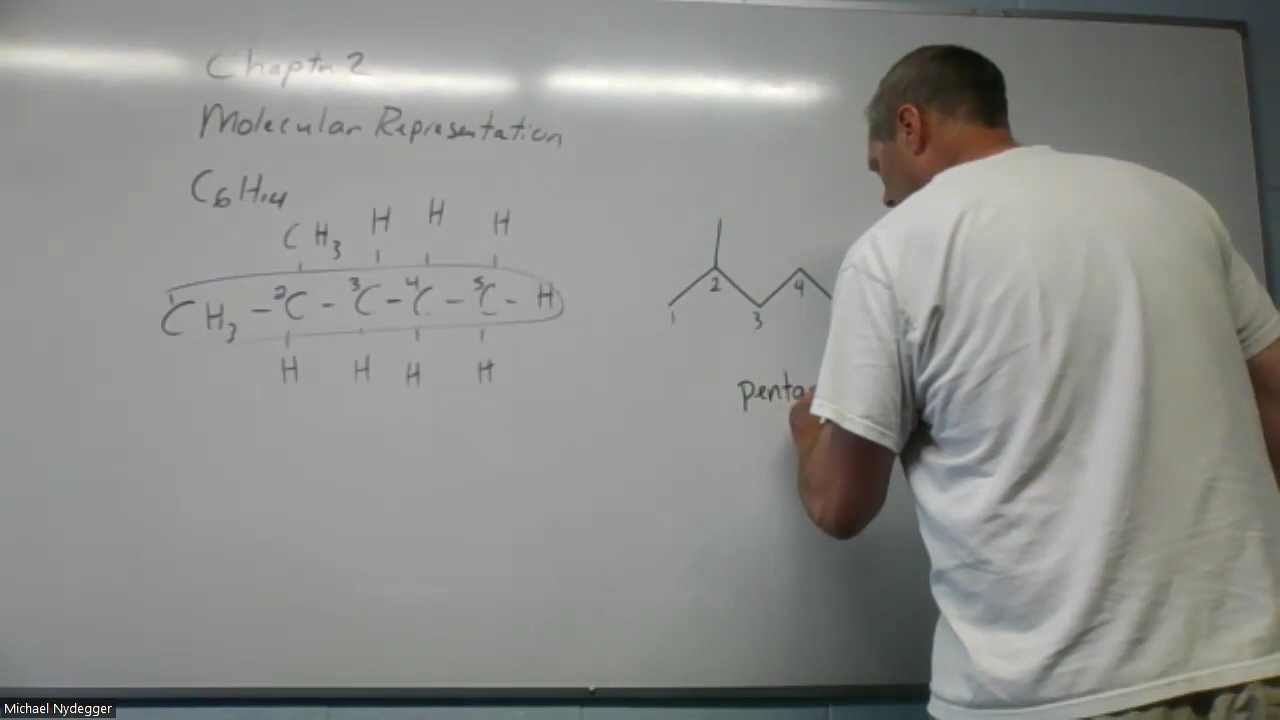 Chapter 2
Molecular Representation
C6H14
CH3 H H H
CH3 - 2C - 3C - 4C - 5C - H
H H H H
1 2 3 4
penta
Michael Nydegger